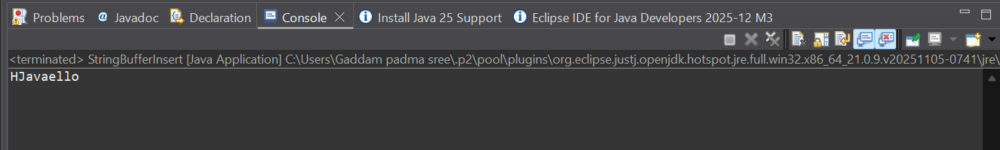 Problems @ Javadoc Declaration Console Install Java 25 Support Eclipse IDE for Java Developers 2025-12 M3
<terminated> StringBufferInsert [Java Application] C:\Users\Gaddam padma sree\.p2\pool\plugins\org.eclipse.justj.openjdk.hotspot.jre.full.win32.x86_64_21.0.9.v20251105-0741\jre\
HJavaello